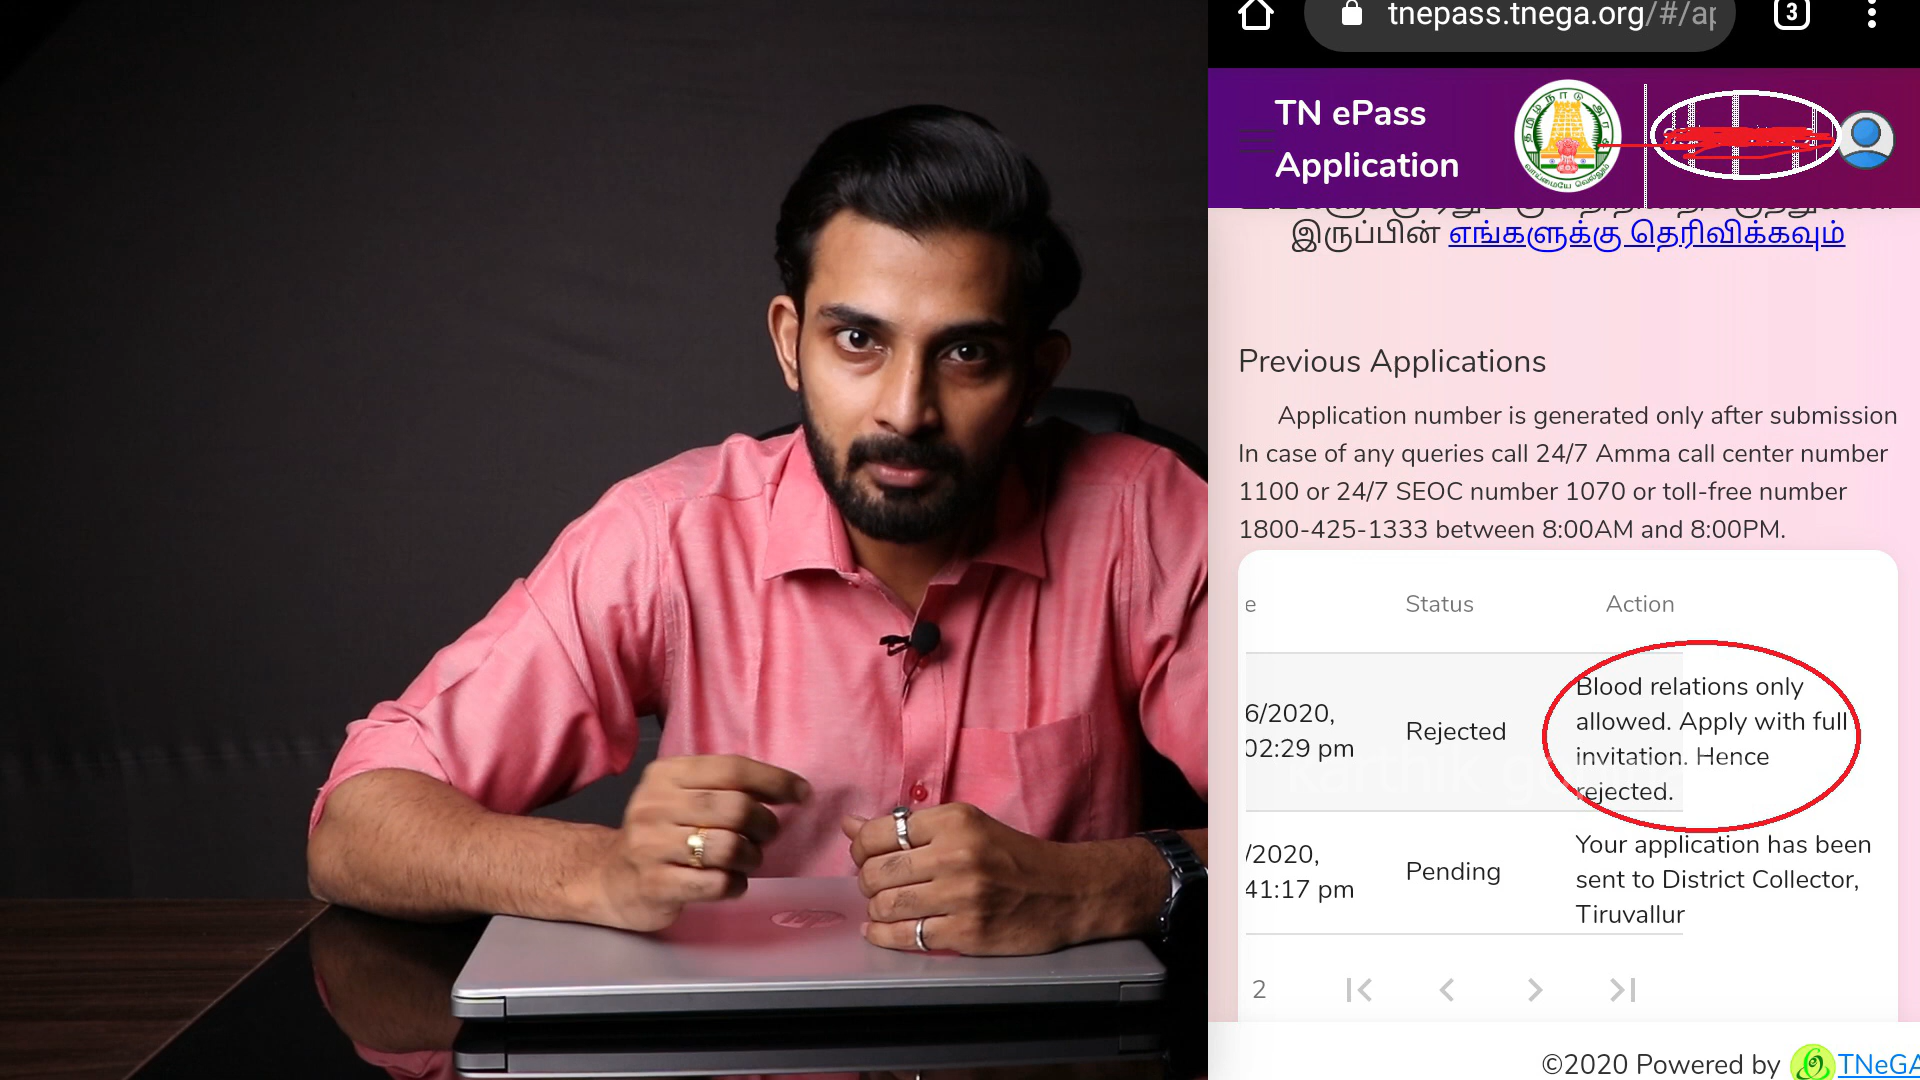 tnepass.tnega.org/#/ap
3
TN ePass
Application
இருப்பின் எங்களுக்கு தெரிவிக்கவும்
Previous Applications
Application number is generated only after submission
In case of any queries call 24/7 Amma call center number
1100 or 24/7 SEOC number 1070 or toll-free number
1800-425-1333 between 8:00AM and 8:00PM.
e Status Action
6/2020,
02:29 pm
Rejected
Blood relations only
allowed. Apply with full
invitation. Hence
rejected.
karthik
/2020,
41:17 pm
Pending
Your application has been
sent to District Collector,
Tiruvallur
2
©2020 Powered by TNeGA
hp